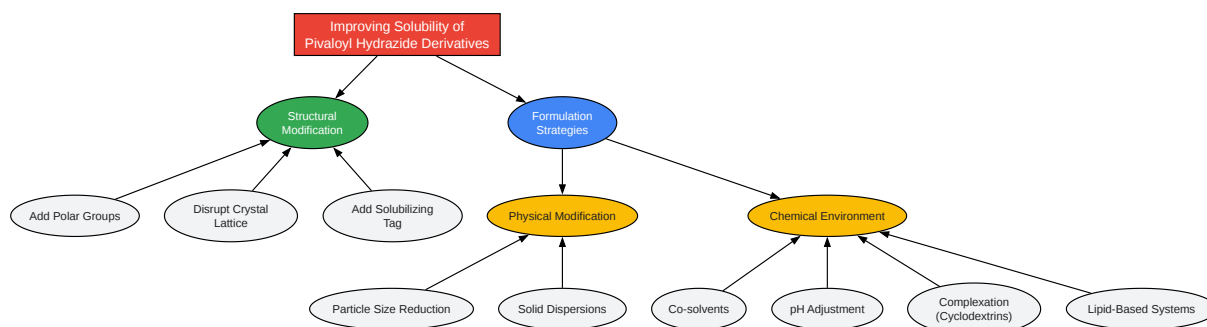 Improving Solubility of
Pivaloyl Hydrazide Derivatives
Structural
Modification
Formulation
Strategies
Add Polar Groups
Disrupt Crystal
Lattice
Add Solubilizing
Tag
Physical Modification
Chemical Environment
Particle Size Reduction
Solid Dispersions
Co-solvents
pH Adjustment
Complexation
(Cyclodextrins)
Lipid-Based Systems